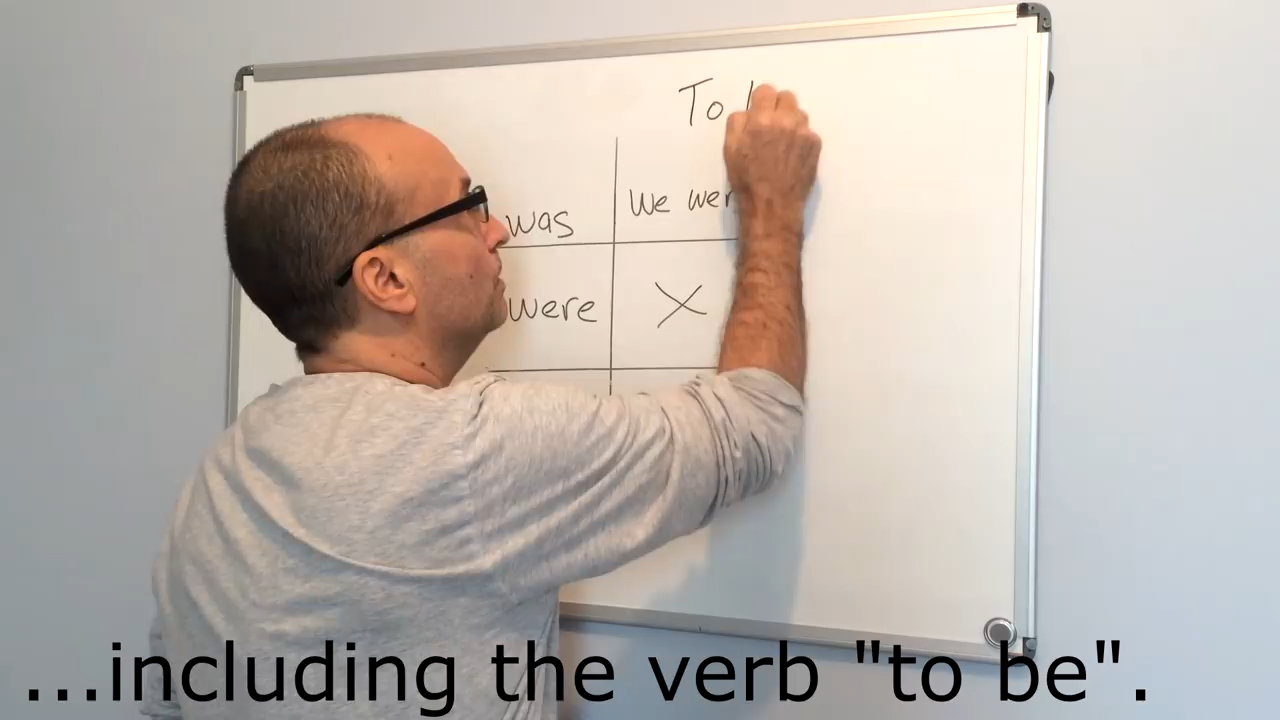 To
was
We wer
were X
...including the verb "to be".